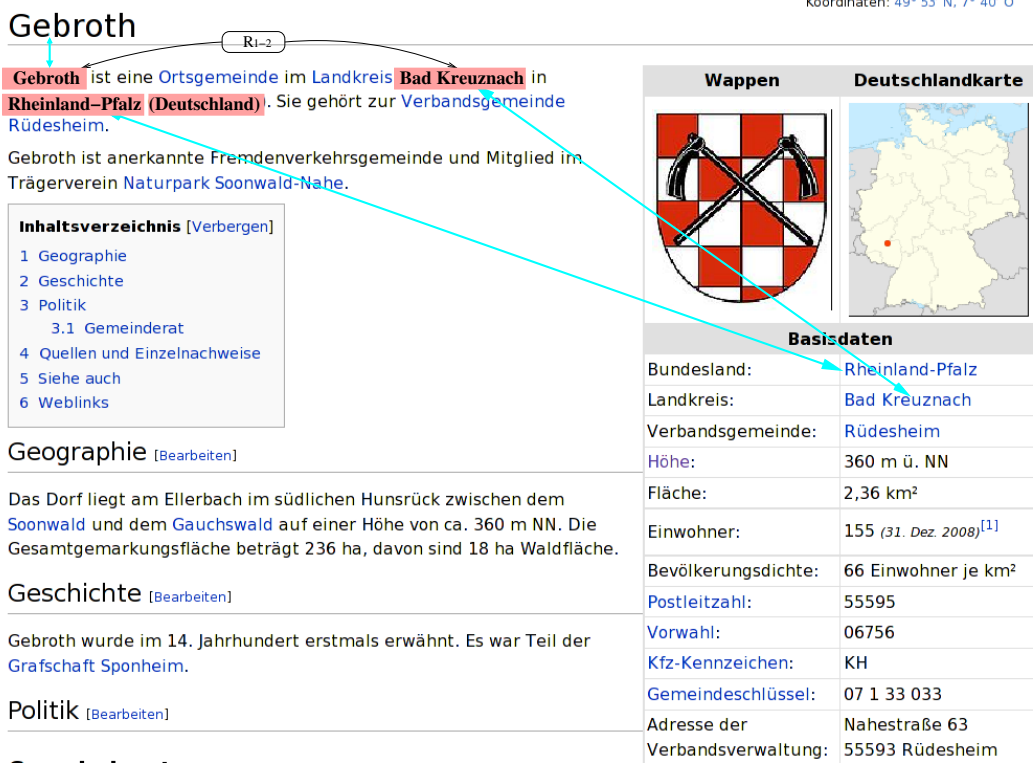 Koordinaten: 49° 53′ N, 7° 40′ O
Gebroth
R1–2
Gebroth ist eine Ortsgemeinde im Landkreis Bad Kreuznach in
Rheinland–Pfalz (Deutschland). Sie gehört zur Verbandsgemeinde
Rüdesheim.
Gebroth ist anerkannte Fremdenverkehrsgemeinde und Mitglied im
Trägerverein Naturpark Soonwald-Nahe.
Inhaltsverzeichnis [Verbergen]
1 Geographie
2 Geschichte
3 Politik
3.1 Gemeinderat
4 Quellen und Einzelnachweise
5 Siehe auch
6 Weblinks
Geographie [Bearbeiten]
Das Dorf liegt am Ellerbach im südlichen Hunsrück zwischen dem
Soonwald und dem Gauchswald auf einer Höhe von ca. 360 m NN. Die
Gesamtgemarkungsfläche beträgt 236 ha, davon sind 18 ha Waldfläche.
Geschichte [Bearbeiten]
Gebroth wurde im 14. Jahrhundert erstmals erwähnt. Es war Teil der
Grafschaft Sponheim.
Politik [Bearbeiten]
Wappen Deutschlandkarte
Basisdaten
Bundesland: Rheinland-Pfalz
Landkreis: Bad Kreuznach
Verbandsgemeinde: Rüdesheim
Höhe: 360 m ü. NN
Fläche: 2,36 km²
Einwohner: 155 (31. Dez. 2008)[1]
Bevölkerungsdichte: 66 Einwohner je km²
Postleitzahl: 55595
Vorwahl: 06756
Kfz-Kennzeichen: KH
Gemeindeschlüssel: 07 1 33 033
Adresse der Nahestraße 63
Verbandsverwaltung: 55593 Rüdesheim